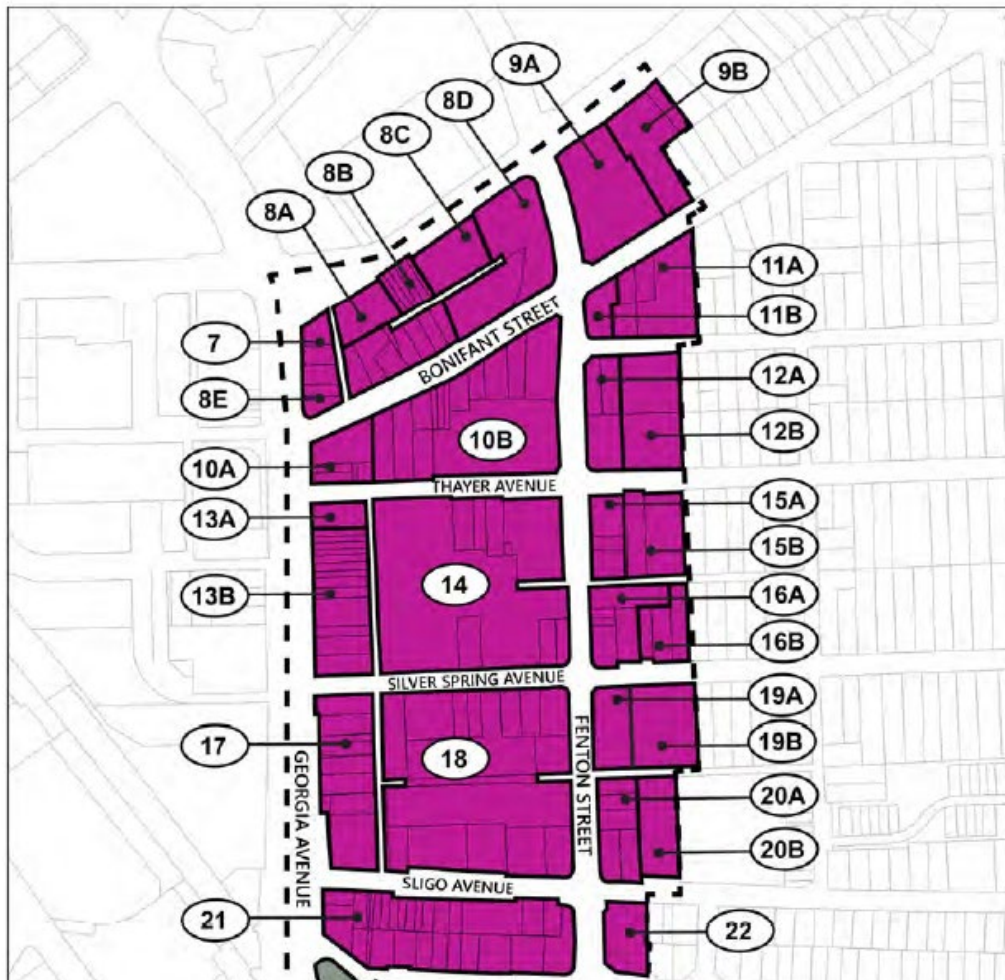 9A
9B
8D
8C
8B
8A
11A
7
11B
BONIFANT STREET
12A
8E
10B
12B
10A
THAYER AVENUE
15A
13A
15B
14
13B
16A
16B
SILVER SPRING AVENUE
19A
17
18
19B
GEORGIA AVENUE
FENTON STREET
20A
20B
SLIGO AVENUE
21
22